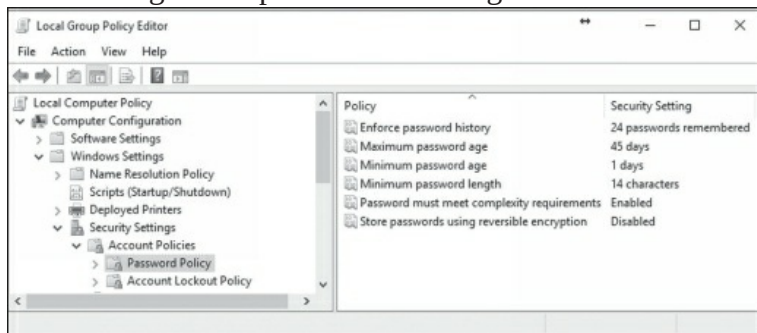 Local Group Policy Editor
File Action View Help
Local Computer Policy
Computer Configuration
Software Settings
Windows Settings
Name Resolution Policy
Scripts (Startup/Shutdown)
Deployed Printers
Security Settings
Account Policies
Password Policy
Account Lockout Policy
Policy Security Setting
Enforce password history 24 passwords remembered
Maximum password age 45 days
Minimum password age 1 days
Minimum password length 14 characters
Password must meet complexity requirements Enabled
Store passwords using reversible encryption Disabled